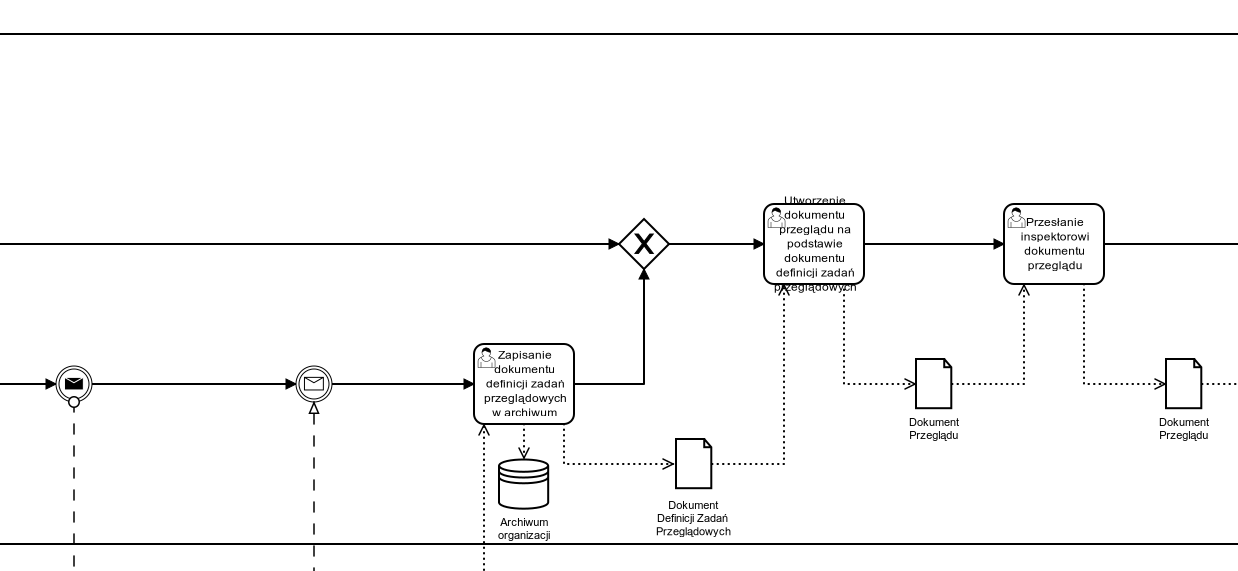 Utworzenie
dokumentu
przeglądu na
podstawie
dokumentu
definicji zadań
przeglądowych
Przesłanie
inspektorowi
dokumentu
przeglądu
Zapisanie
dokumentu
definicji zadań
przeglądowych
w archiwum
Dokument
Przeglądu
Dokument
Przeglądu
Archiwum
organizacji
Dokument
Definicji Zadań
Przeglądowych